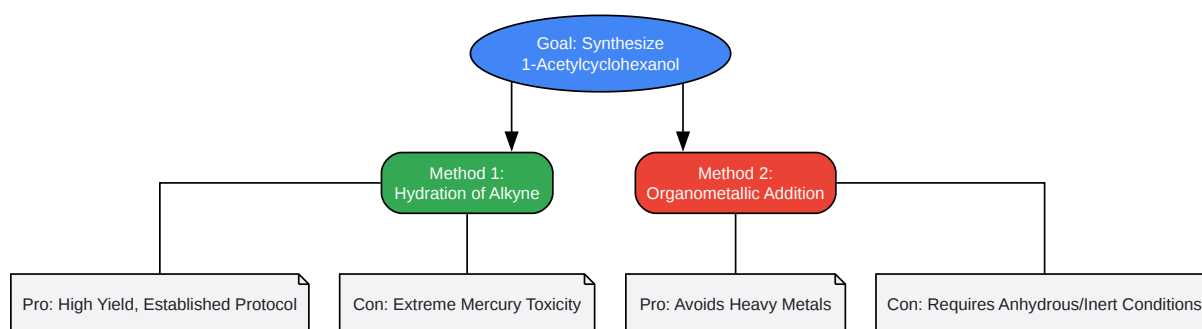 Goal: Synthesize
1-Acetylcyclohexanol
Method 1:
Hydration of Alkyne
Method 2:
Organometallic Addition
Pro: High Yield, Established Protocol
Con: Extreme Mercury Toxicity
Pro: Avoids Heavy Metals
Con: Requires Anhydrous/Inert Conditions